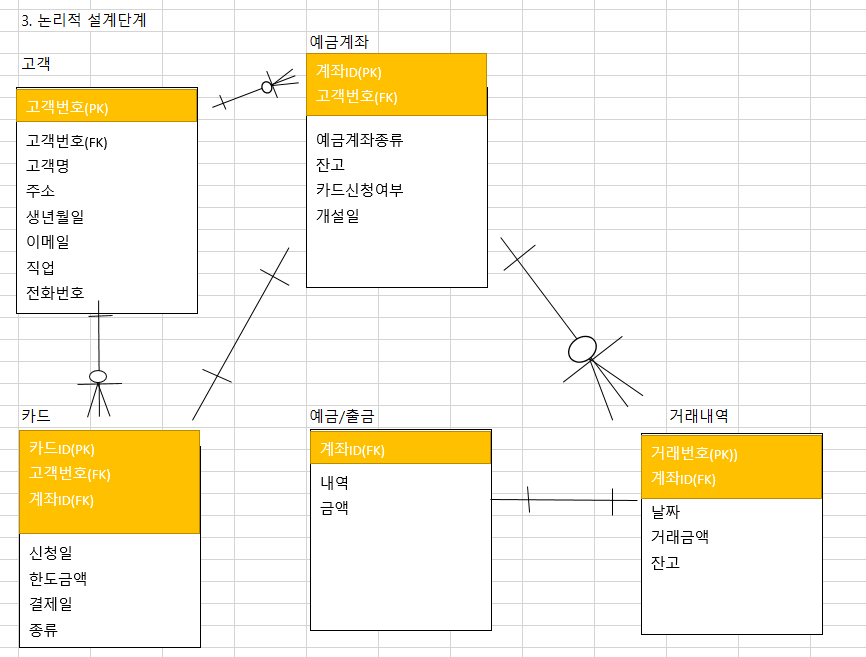 3. 논리적 설계단계
고객
고객번호(PK)
고객번호(FK)
고객명
주소
생년월일
이메일
직업
전화번호
예금계좌
계좌ID(PK)
고객번호(FK)
예금계좌종류
잔고
카드신청여부
개설일
카드
카드ID(PK)
고객번호(FK)
계좌ID(FK)
신청일
한도금액
결제일
종류
예금/출금
계좌ID(FK)
내역
금액
거래내역
거래번호(PK))
계좌ID(FK)
날짜
거래금액
잔고